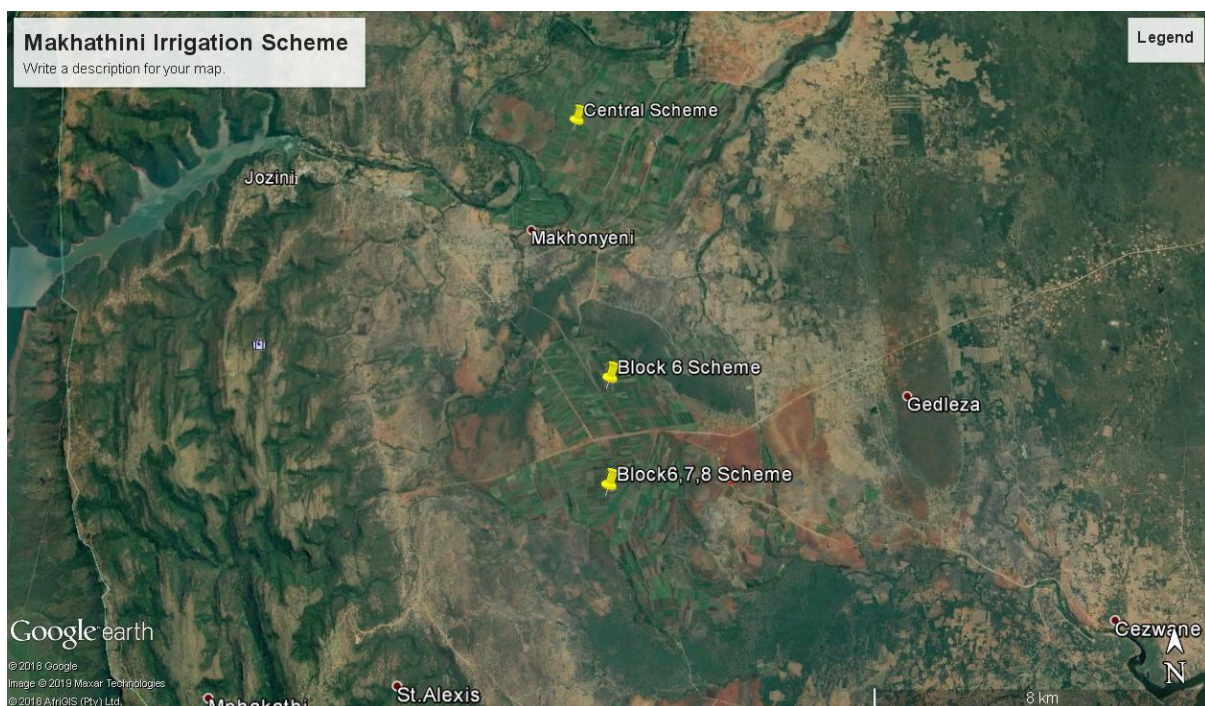 Makhathini Irrigation Scheme
Write a description for your map.
Legend
Central Scheme
Jozini
Makhonyeni
Block 6 Scheme
Gedleza
Block6,7,8 Scheme
Cezwane
N
Google earth
© 2018 Google
Image © 2019 Maxar Technologies
© 2018 AfriGIS (Pty) Ltd.
Mphakathi
St.Alexis
8 km